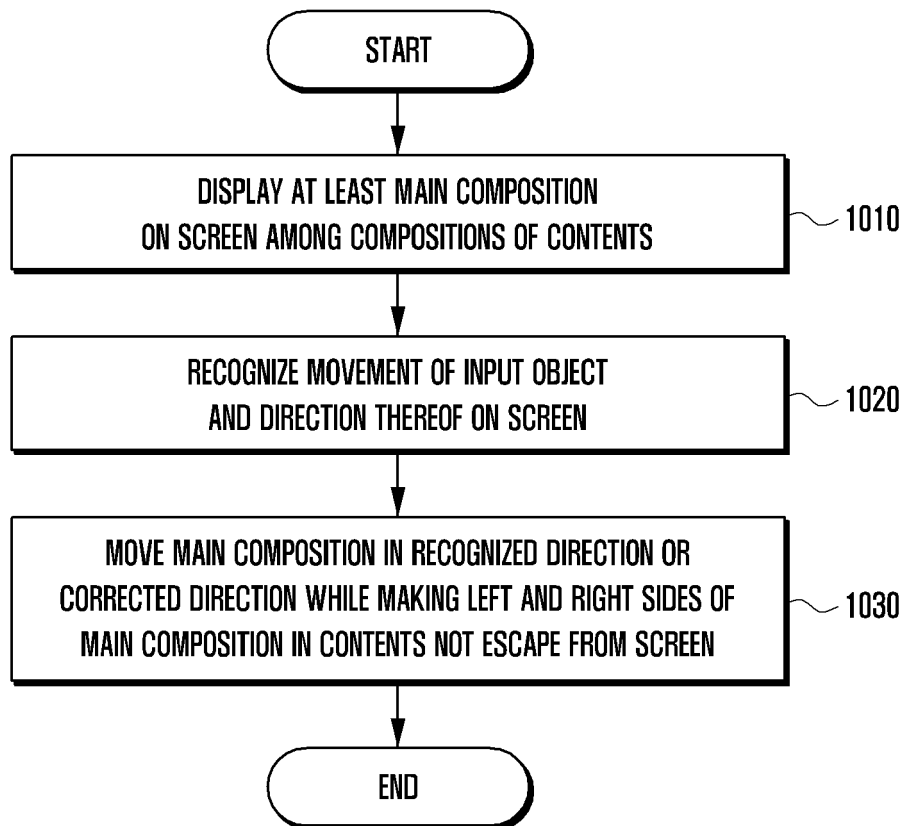 START
DISPLAY AT LEAST MAIN COMPOSITION
ON SCREEN AMONG COMPOSITIONS OF CONTENTS
1010
RECOGNIZE MOVEMENT OF INPUT OBJECT
AND DIRECTION THEREOF ON SCREEN
1020
MOVE MAIN COMPOSITION IN RECOGNIZED DIRECTION OR
CORRECTED DIRECTION WHILE MAKING LEFT AND RIGHT SIDES OF
MAIN COMPOSITION IN CONTENTS NOT ESCAPE FROM SCREEN
1030
END